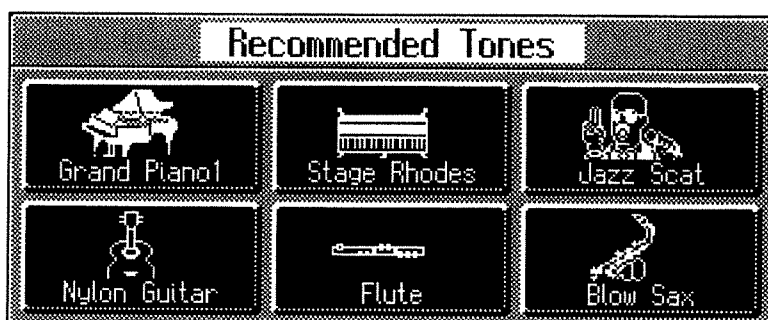 Recommended Tones
Grand Piano1
Stage Rhodes
Jazz Scat
Nylon Guitar
Flute
Blow Sax